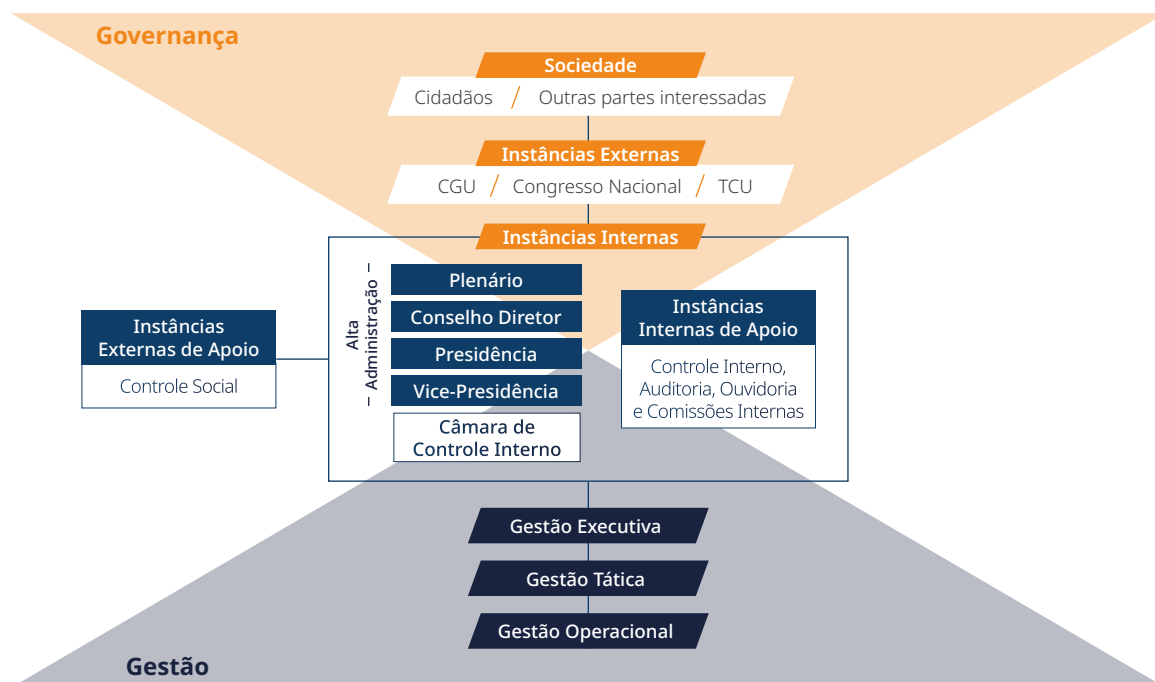 Governança
Sociedade
Cidadãos / Outras partes interessadas
Instâncias Externas
CGU / Congresso Nacional / TCU
Instâncias Internas
Alta
Administração
Plenário
Conselho Diretor
Presidência
Vice-Presidência
Câmara de
Controle Interno
Instâncias
Internas de Apoio
Controle Interno,
Auditoria, Ouvidoria
e Comissões Internas
Instâncias
Externas de Apoio
Controle Social
Gestão Executiva
Gestão Tática
Gestão Operacional
Gestão